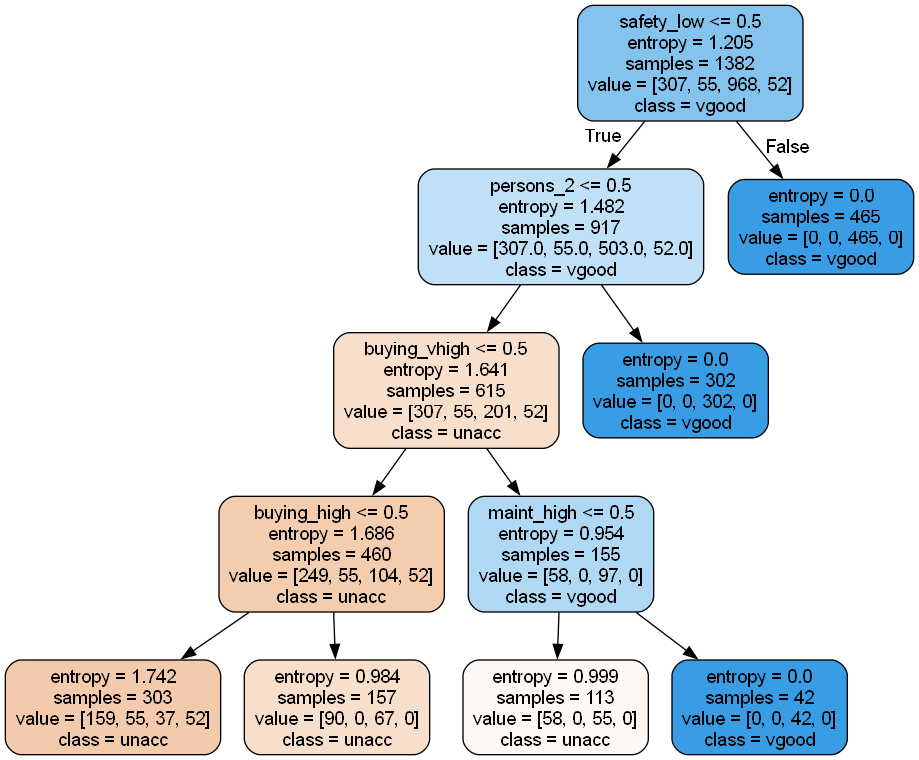 safety_low <= 0.5
entropy = 1.205
samples = 1382
value = [307, 55, 968, 52]
class = vgood
True
False
persons_2 <= 0.5
entropy = 1.482
samples = 917
value = [307.0, 55.0, 503.0, 52.0]
class = vgood
entropy = 0.0
samples = 465
value = [0, 0, 465, 0]
class = vgood
buying_vhigh <= 0.5
entropy = 1.641
samples = 615
value = [307, 55, 201, 52]
class = unacc
entropy = 0.0
samples = 302
value = [0, 0, 302, 0]
class = vgood
buying_high <= 0.5
entropy = 1.686
samples = 460
value = [249, 55, 104, 52]
class = unacc
maint_high <= 0.5
entropy = 0.954
samples = 155
value = [58, 0, 97, 0]
class = vgood
entropy = 1.742
samples = 303
value = [159, 55, 37, 52]
class = unacc
entropy = 0.984
samples = 157
value = [90, 0, 67, 0]
class = unacc
entropy = 0.999
samples = 113
value = [58, 0, 55, 0]
class = unacc
entropy = 0.0
samples = 42
value = [0, 0, 42, 0]
class = vgood